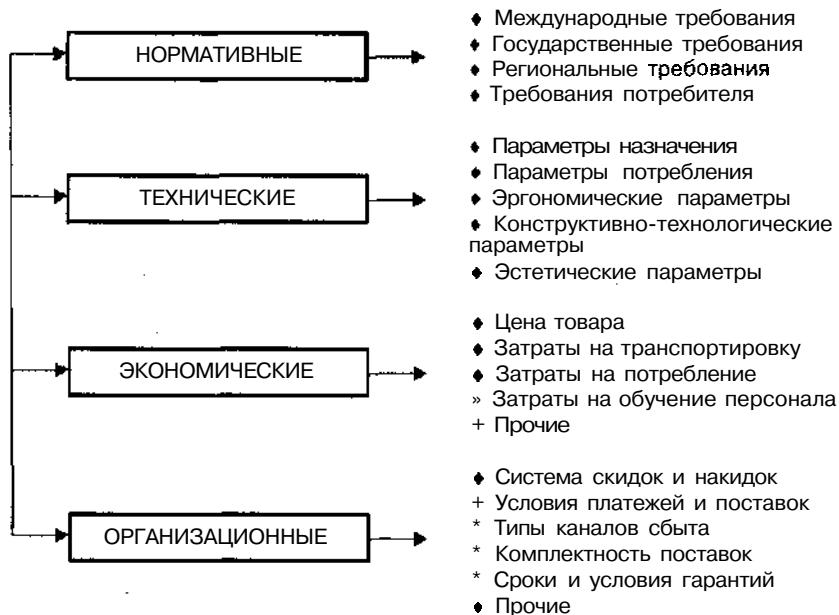 НОРМАТИВНЫЕ
♦ Международные требования
♦ Государственные требования
♦ Региональные требования
♦ Требования потребителя
ТЕХНИЧЕСКИЕ
♦ Параметры назначения
♦ Параметры потребления
♦ Эргономические параметры
♦ Конструктивно-технологические
параметры
♦ Эстетические параметры
ЭКОНОМИЧЕСКИЕ
♦ Цена товара
♦ Затраты на транспортировку
♦ Затраты на потребление
» Затраты на обучение персонала
+ Прочие
ОРГАНИЗАЦИОННЫЕ
♦ Система скидок и накидок
+ Условия платежей и поставок
* Типы каналов сбыта
* Комплектность поставок
* Сроки и условия гарантий
♦ Прочие